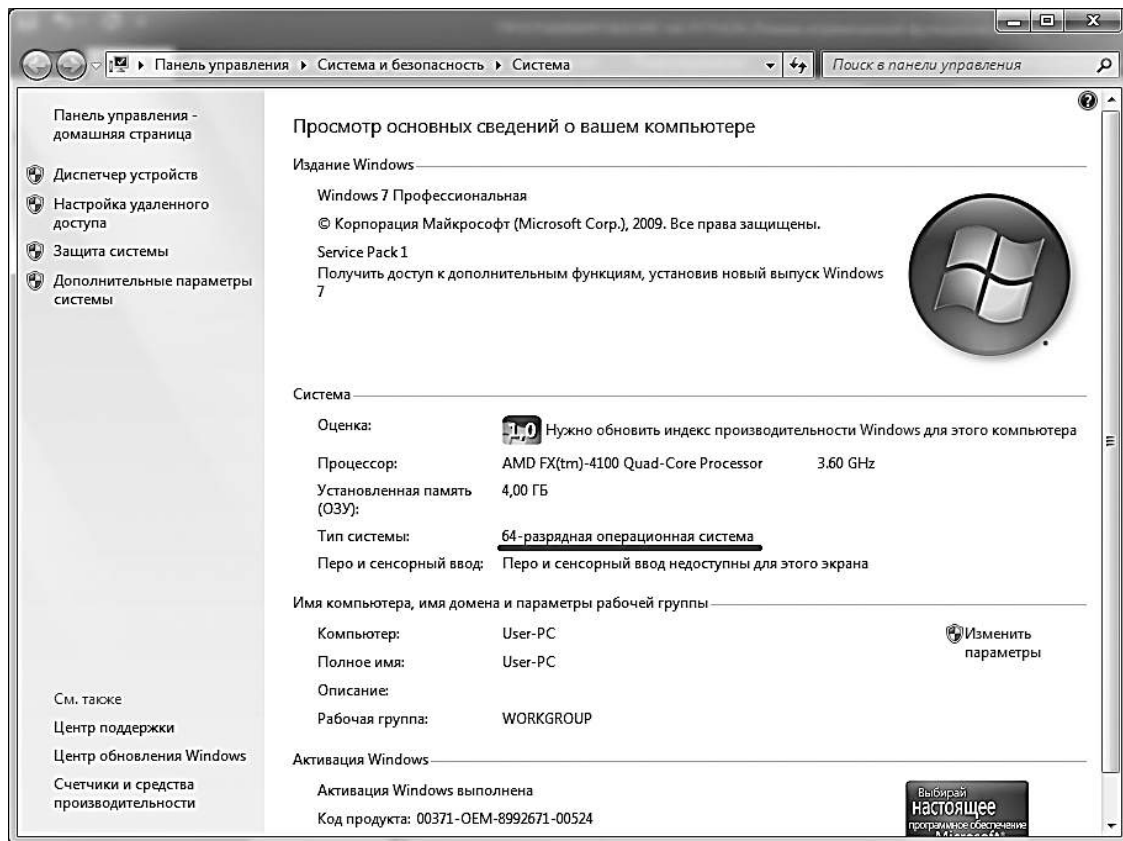 Панель управления ▸ Система и безопасность ▸ Система
Поиск в панели управления
Панель управления -
домашняя страница
Диспетчер устройств
Настройка удаленного
доступа
Защита системы
Дополнительные параметры
системы
См. также
Центр поддержки
Центр обновления Windows
Счетчики и средства
производительности
Просмотр основных сведений о вашем компьютере
Издание Windows
Windows 7 Профессиональная
© Корпорация Майкрософт (Microsoft Corp.), 2009. Все права защищены.
Service Pack 1
Получить доступ к дополнительным функциям, установив новый выпуск Windows
7
Система
Оценка: 1,0 Нужно обновить индекс производительности Windows для этого компьютера
Процессор: AMD FX(tm)-4100 Quad-Core Processor 3.60 GHz
Установленная память 4,00 ГБ
(ОЗУ):
Тип системы: 64-разрядная операционная система
Перо и сенсорный ввод: Перо и сенсорный ввод недоступны для этого экрана
Имя компьютера, имя домена и параметры рабочей группы
Компьютер: User-PC
Изменить
параметры
Полное имя: User-PC
Описание:
Рабочая группа: WORKGROUP
Активация Windows
Активация Windows выполнена
Код продукта: 00371-OEM-8992671-00524
Выбирай
настоящее
программное обеспечение
Microsoft®